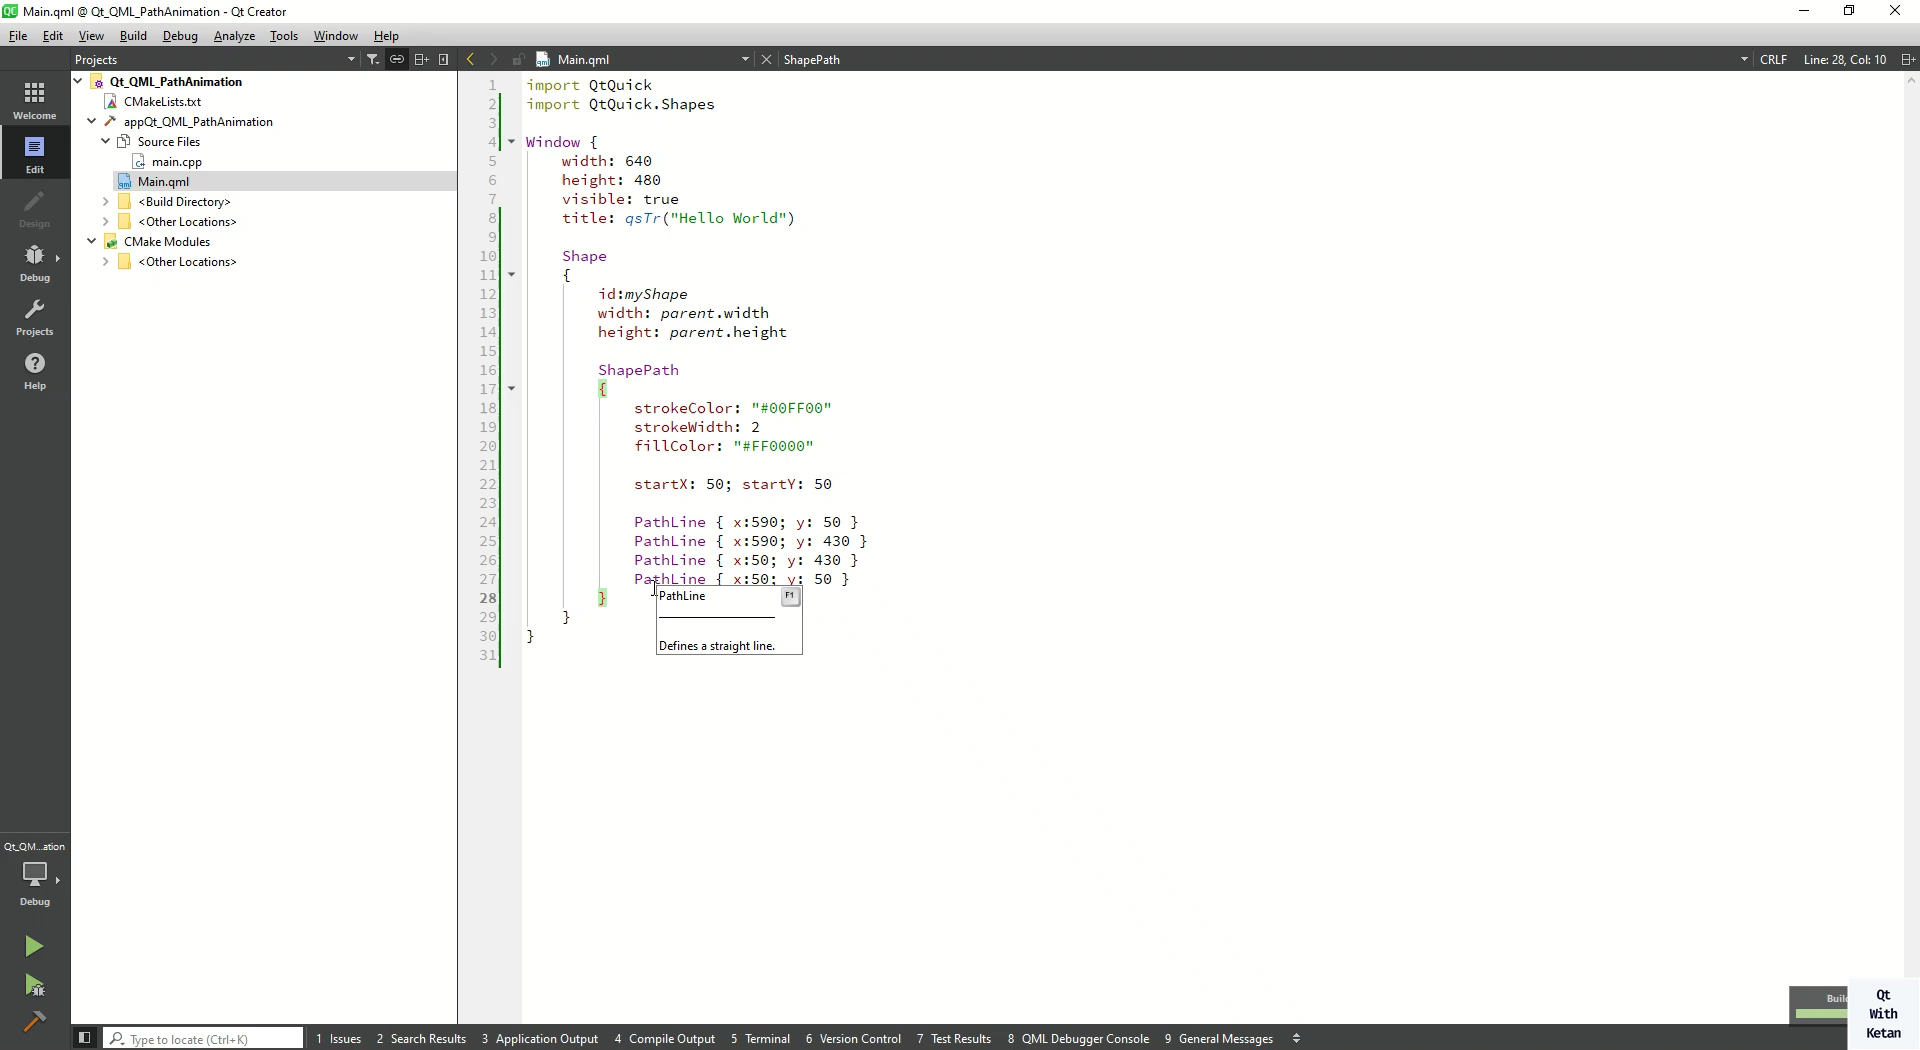 Main.qml @ Qt_QML_PathAnimation - Qt Creator
File Edit View Build Debug Analyze Tools Window Help
Projects Main.qml ShapePath CRLF Line: 28, Col: 10
Welcome
Edit
Design
Debug
Projects
Help
Qt_QML_PathAnimation
CMakeLists.txt
appQt_QML_PathAnimation
Source Files
main.cpp
Main.qml
<Build Directory>
<Other Locations>
CMake Modules
<Other Locations>
1 import QtQuick
2 import QtQuick.Shapes
3
4 Window {
5 width: 640
6 height: 480
7 visible: true
8 title: qsTr("Hello World")
9
10 Shape
11 {
12 id:myShape
13 width: parent.width
14 height: parent.height
15
16 ShapePath
17 {
18 strokeColor: "#00FF00"
19 strokeWidth: 2
20 fillColor: "#FF0000"
21
22 startX: 50; startY: 50
23
24 PathLine { x:590; y: 50 }
25 PathLine { x:590; y: 430 }
26 PathLine { x:50; y: 430 }
27 PathLine { x:50; y: 50 }
28 }
29 }
30 }
31
PathLine F1
Defines a straight line.
Qt_QM...ation
Debug
Qt
With
Ketan
Type to locate (Ctrl+K) 1 Issues 2 Search Results 3 Application Output 4 Compile Output 5 Terminal 6 Version Control 7 Test Results 8 QML Debugger Console 9 General Messages